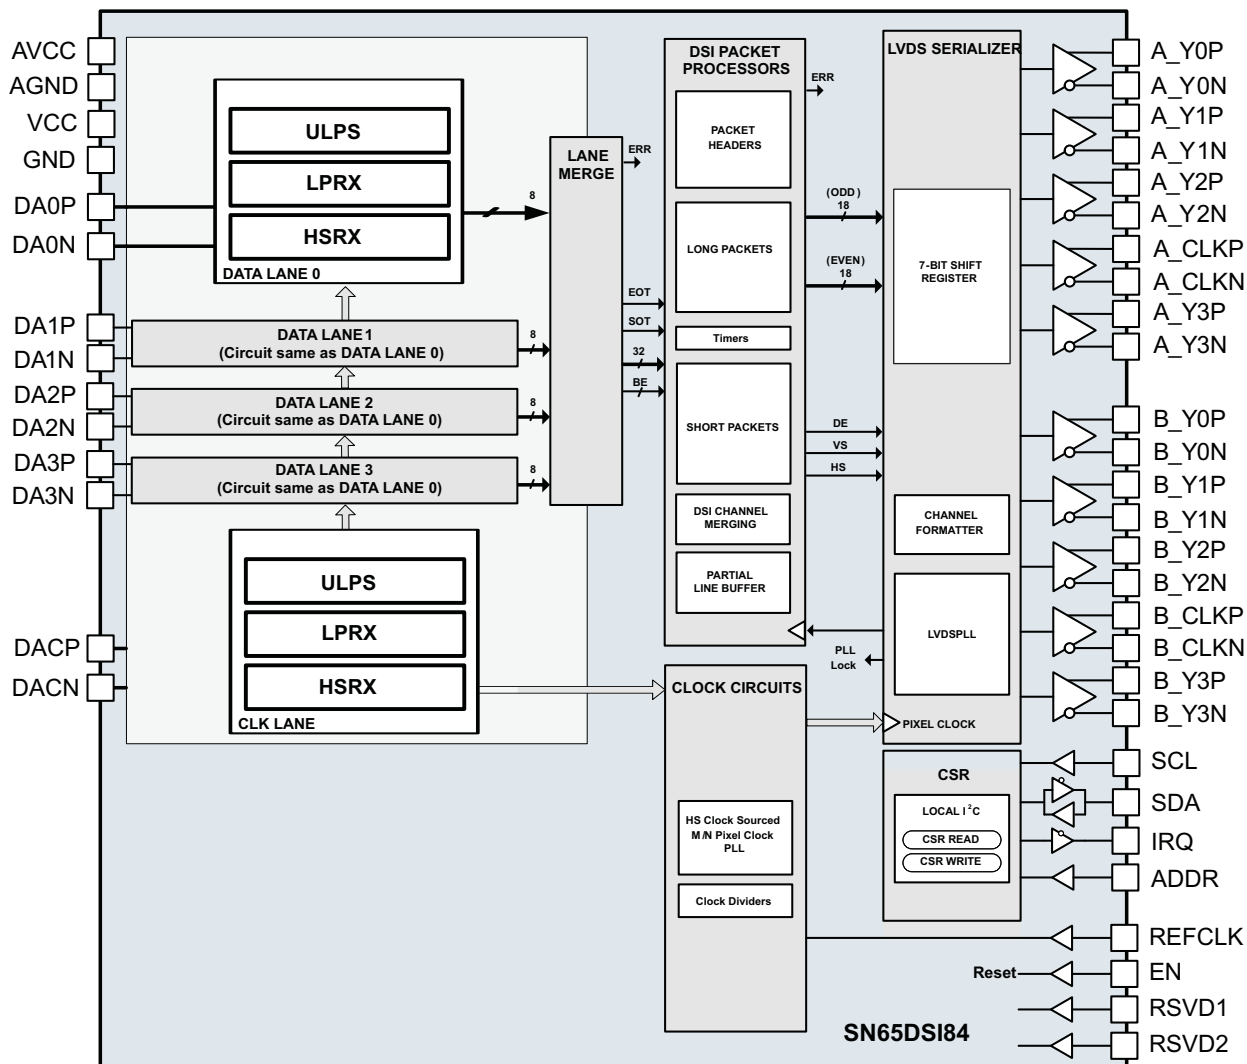 AVCC
AGND
VCC
GND
DA0P
DA0N
DA1P
DA1N
DA2P
DA2N
DA3P
DA3N
DACP
DACN
ULPS
LPRX
HSRX
DATA LANE 0
8
DATA LANE 1
(Circuit same as DATA LANE 0)
8
DATA LANE 2
(Circuit same as DATA LANE 0)
8
DATA LANE 3
(Circuit same as DATA LANE 0)
8
ULPS
LPRX
HSRX
CLK LANE
LANE
MERGE
ERR
EOT
SOT
32
BE
DSI PACKET
PROCESSORS
ERR
PACKET
HEADERS
LONG PACKETS
Timers
SHORT PACKETS
DSI CHANNEL
MERGING
PARTIAL
LINE BUFFER
(ODD)
18
(EVEN)
18
DE
VS
HS
PLL
Lock
CLOCK CIRCUITS
HS Clock Sourced
M/N Pixel Clock
PLL
Clock Dividers
LVDS SERIALIZER
7-BIT SHIFT
REGISTER
CHANNEL
FORMATTER
LVDSPLL
PIXEL CLOCK
CSR
LOCAL I²C
CSR READ
CSR WRITE
Reset
SN65DSI84
A_Y0P
A_Y0N
A_Y1P
A_Y1N
A_Y2P
A_Y2N
A_CLKP
A_CLKN
A_Y3P
A_Y3N
B_Y0P
B_Y0N
B_Y1P
B_Y1N
B_Y2P
B_Y2N
B_CLKP
B_CLKN
B_Y3P
B_Y3N
SCL
SDA
IRQ
ADDR
REFCLK
EN
RSVD1
RSVD2